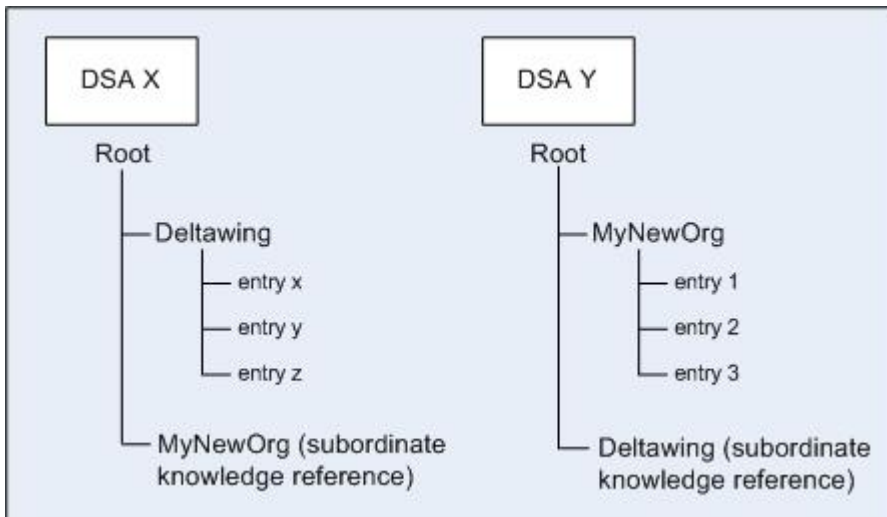 DSA X
Root
Deltawing
entry x
entry y
entry z
MyNewOrg (subordinate
knowledge reference)
DSA Y
Root
MyNewOrg
entry 1
entry 2
entry 3
Deltawing (subordinate
knowledge reference)